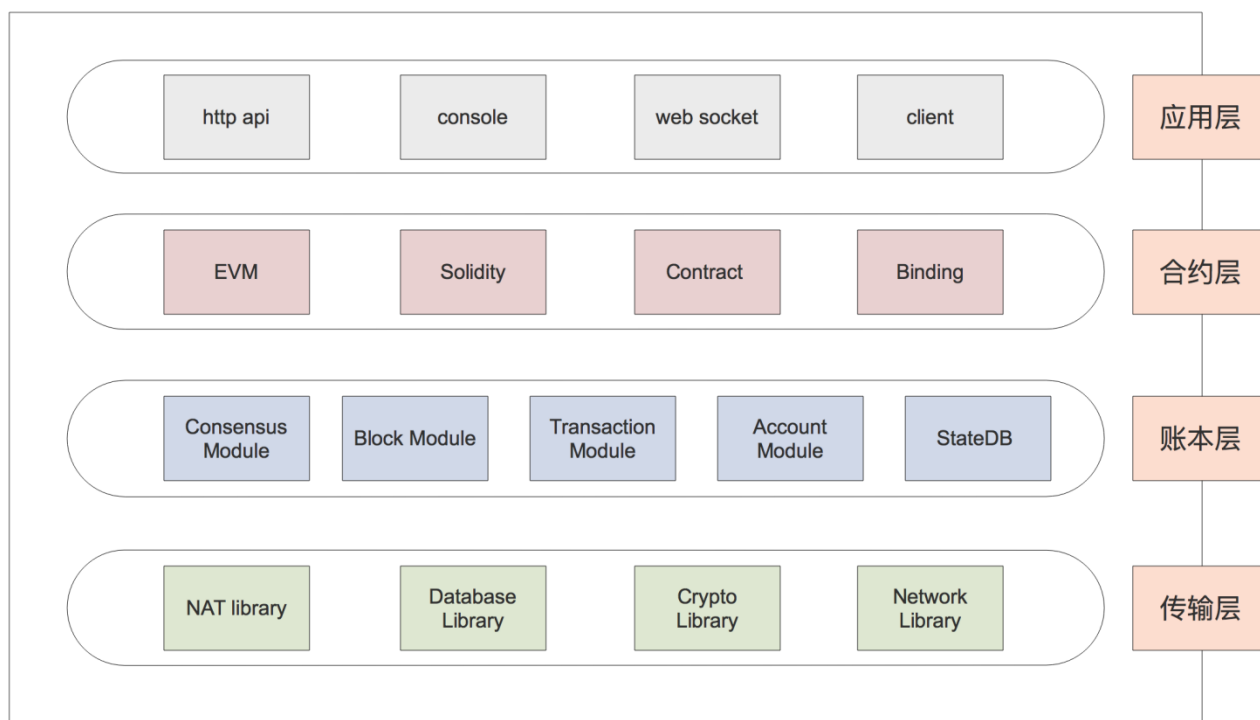 http api
console
web socket
client
应用层
EVM
Solidity
Contract
Binding
合约层
Consensus
Module
Block Module
Transaction
Module
Account
Module
StateDB
账本层
NAT library
Database
Library
Crypto
Library
Network
Library
传输层